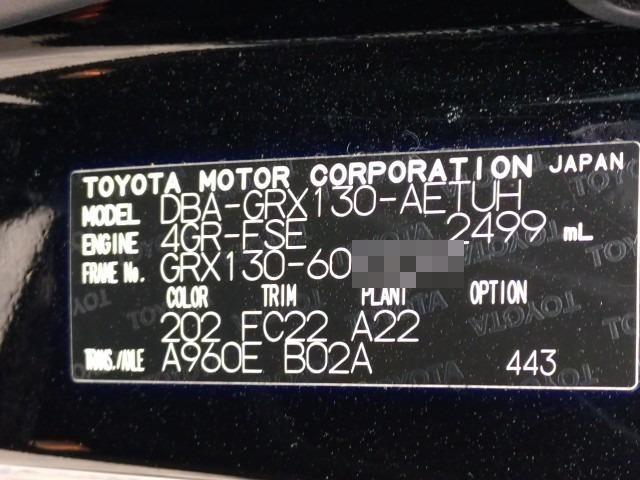 TOYOTA MOTOR CORPORATION JAPAN
MODEL DBA-GRX130-AETUH
ENGINE 4GR-FSE 2499 mL
FRAME No. GRX130-60
COLOR TRIM PLANT OPTION
202 FC22 A22
TRANS./AXLE A960E B02A 443